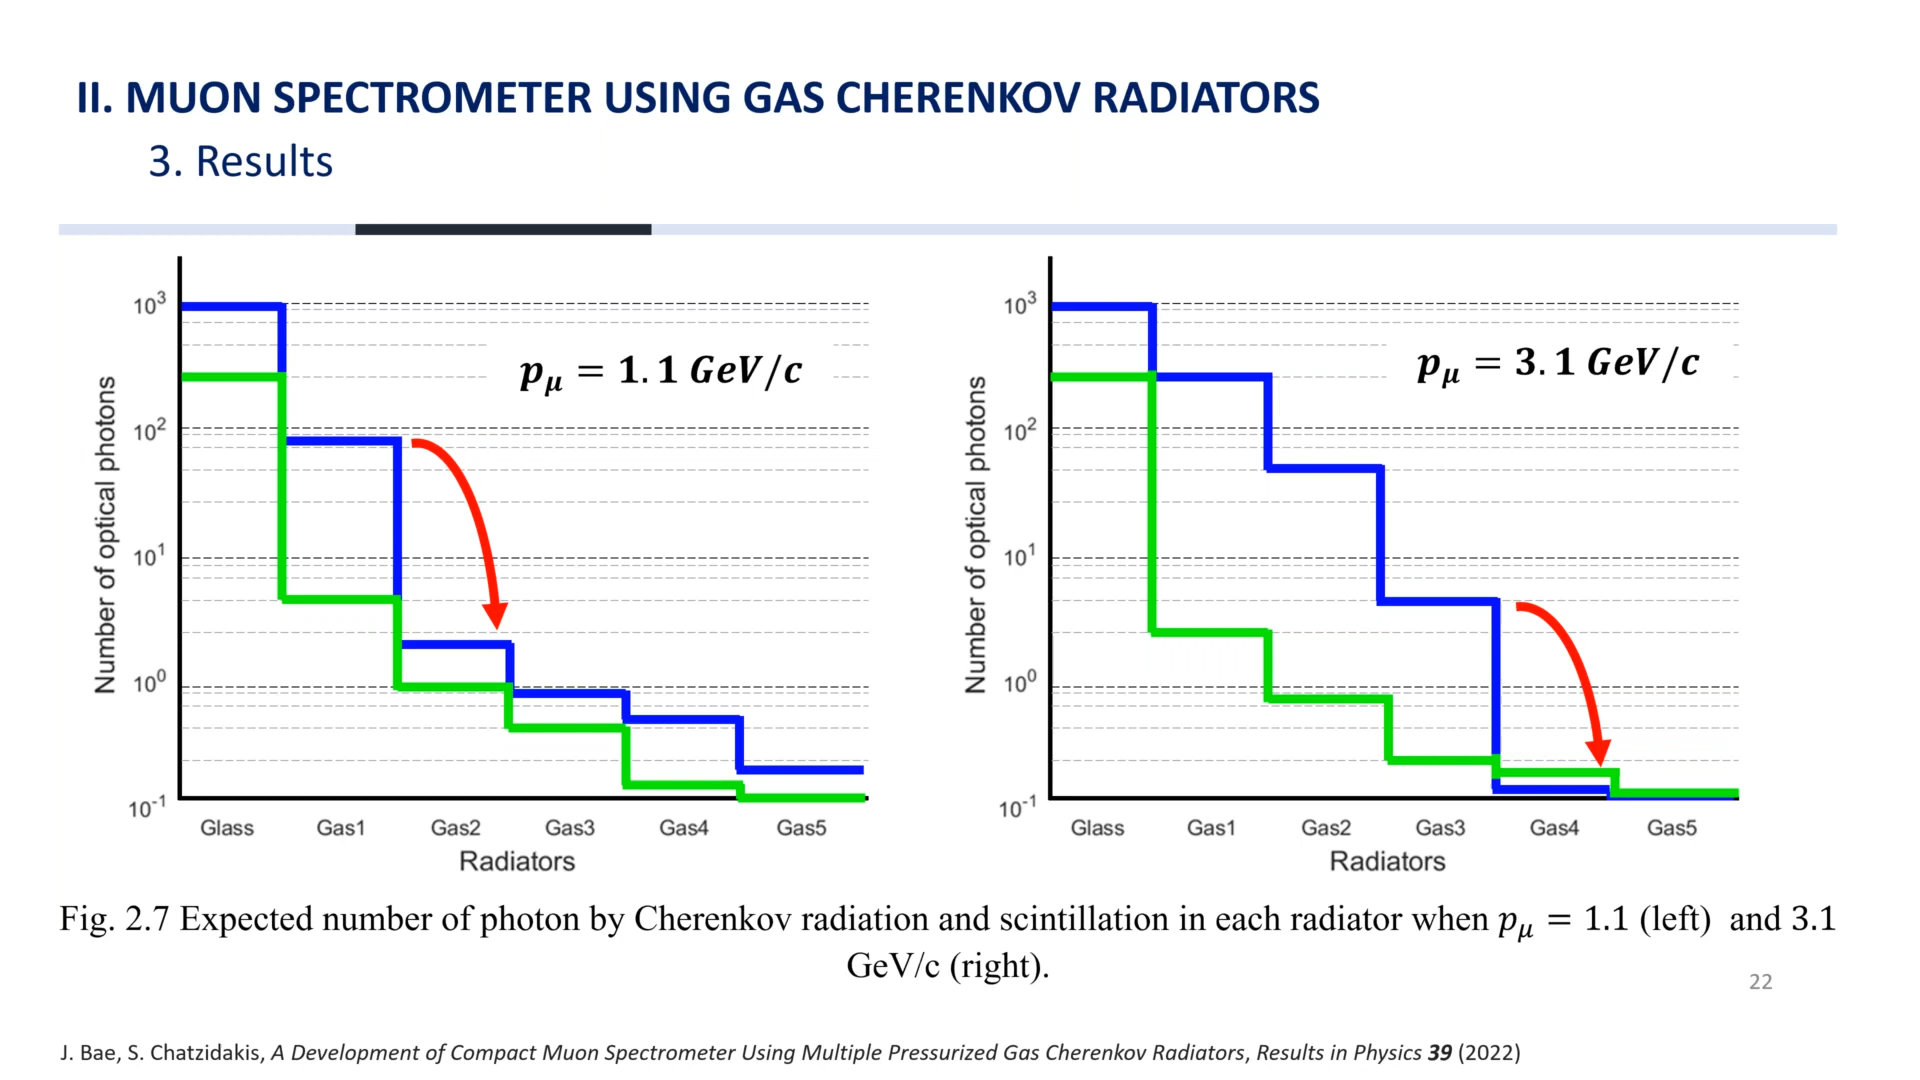 II. MUON SPECTROMETER USING GAS CHERENKOV RADIATORS
3. Results
10³
10²
10¹
10⁰
10⁻¹
Number of optical photons
pμ = 1.1 GeV/c
Glass Gas1 Gas2 Gas3 Gas4 Gas5
Radiators
10³
10²
10¹
10⁰
10⁻¹
Number of optical photons
pμ = 3.1 GeV/c
Glass Gas1 Gas2 Gas3 Gas4 Gas5
Radiators
Fig. 2.7 Expected number of photon by Cherenkov radiation and scintillation in each radiator when pμ = 1.1 (left) and 3.1
GeV/c (right).
22
J. Bae, S. Chatzidakis, A Development of Compact Muon Spectrometer Using Multiple Pressurized Gas Cherenkov Radiators, Results in Physics 39 (2022)